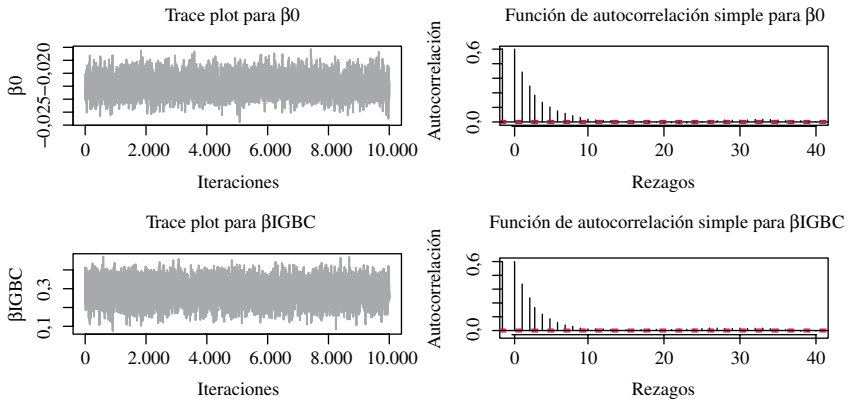 Trace plot para β0
β0
−0,025 −0,020
0 2.000 4.000 6.000 8.000 10.000
Iteraciones
Función de autocorrelación simple para β0
Autocorrelación
0,0 0,6
0 10 20 30 40
Rezagos
Trace plot para βIGBC
βIGBC
0,1 0,3
0 2.000 4.000 6.000 8.000 10.000
Iteraciones
Función de autocorrelación simple para βIGBC
Autocorrelación
0,0 0,6
0 10 20 30 40
Rezagos